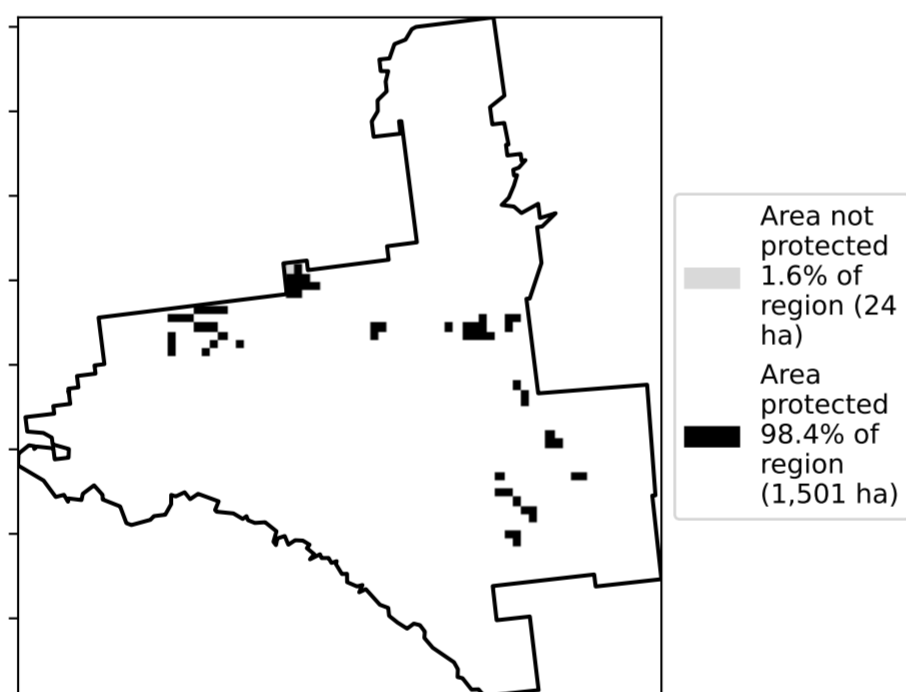 Area not
protected
1.6% of
region (24
ha)
Area
protected
98.4% of
region
(1,501 ha)